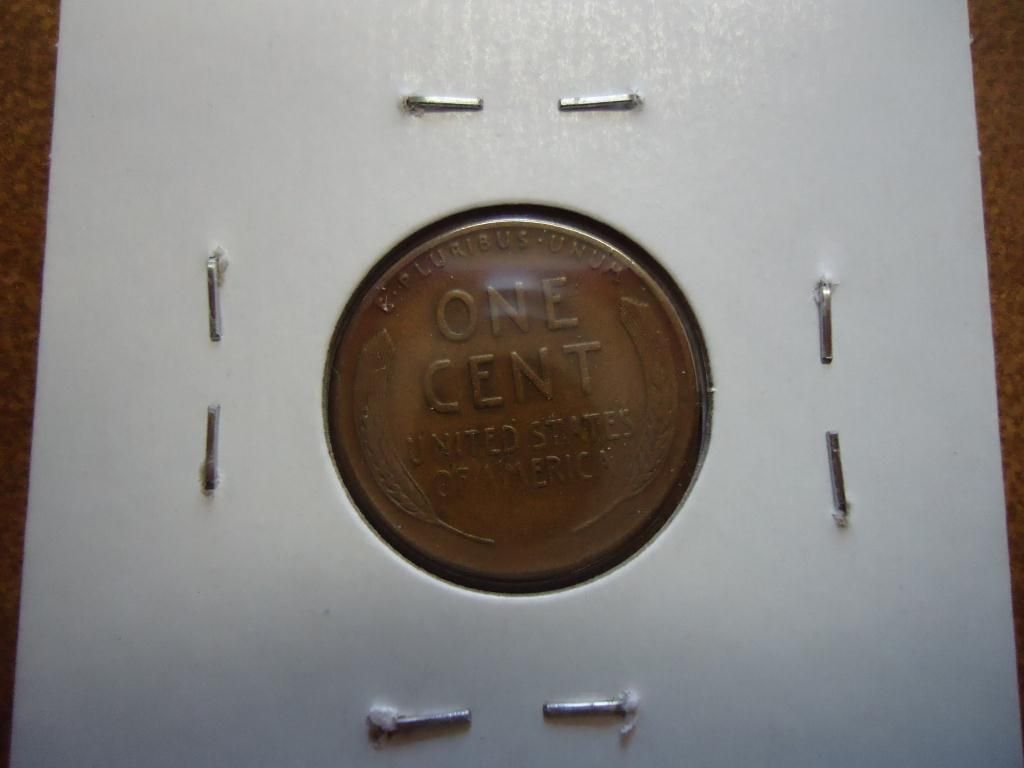 E·PLURIBUS·UNUM
ONE
CENT
UNITED STATES
OF AMERICA